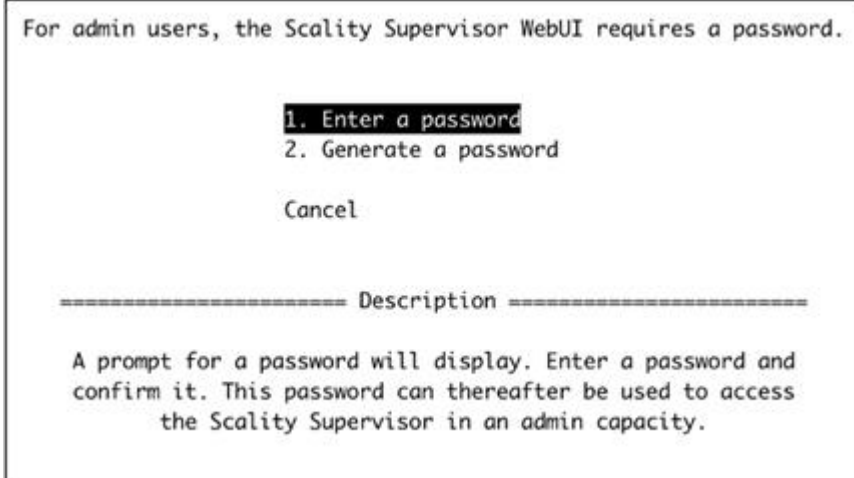 For admin users, the Scality Supervisor WebUI requires a password.
1. Enter a password
2. Generate a password
Cancel
======================= Description ========================
A prompt for a password will display. Enter a password and
confirm it. This password can thereafter be used to access
the Scality Supervisor in an admin capacity.